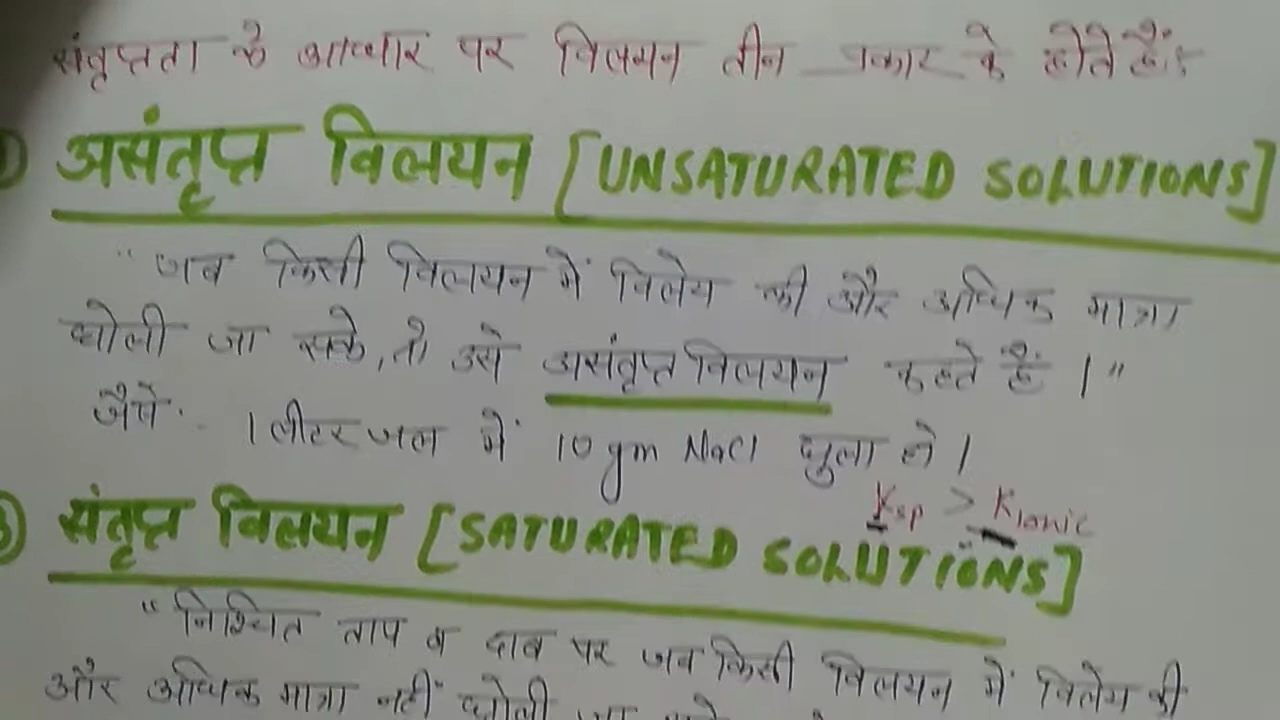 संतृप्तता के आधार पर विलयन तीन प्रकार के होते हैं:
असंतृप्त विलयन [UNSATURATED SOLUTIONS]
"जब किसी विलयन में विलेय की और अधिक मात्रा
घोली जा सके, तो उसे असंतृप्त विलयन कहते हैं।"
जैसे- 1 लीटर जल में 10 gm NaCl घुला हो।
Ksp > Kionic
संतृप्त विलयन [SATURATED SOLUTIONS]
"निश्चित ताप व दाब पर जब किसी विलयन में विलेय की
और अधिक मात्रा नहीं घोली जा